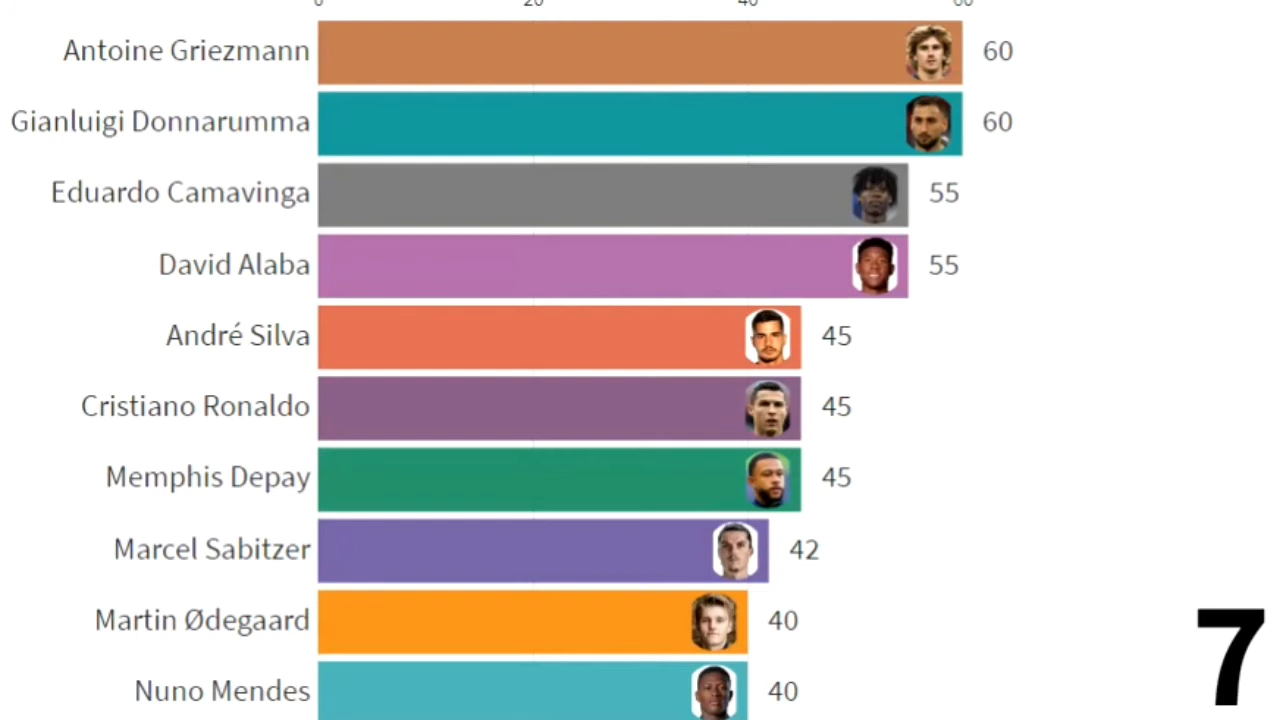 0 20 40 60
Antoine Griezmann 60
Gianluigi Donnarumma 60
Eduardo Camavinga 55
David Alaba 55
André Silva 45
Cristiano Ronaldo 45
Memphis Depay 45
Marcel Sabitzer 42
Martin Ødegaard 40
7
Nuno Mendes 40